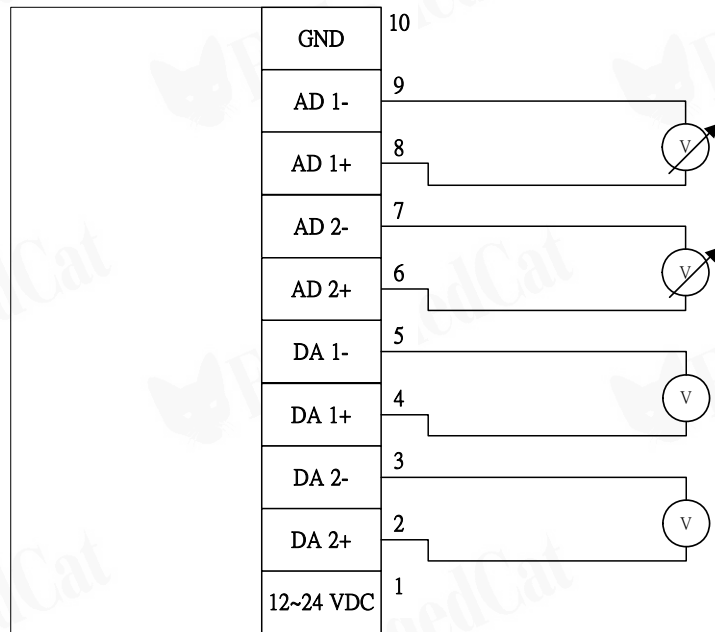 GND 10
AD 1- 9
V
AD 1+ 8
AD 2- 7
V
AD 2+ 6
DA 1- 5
V
DA 1+ 4
DA 2- 3
V
DA 2+ 2
12~24 VDC 1